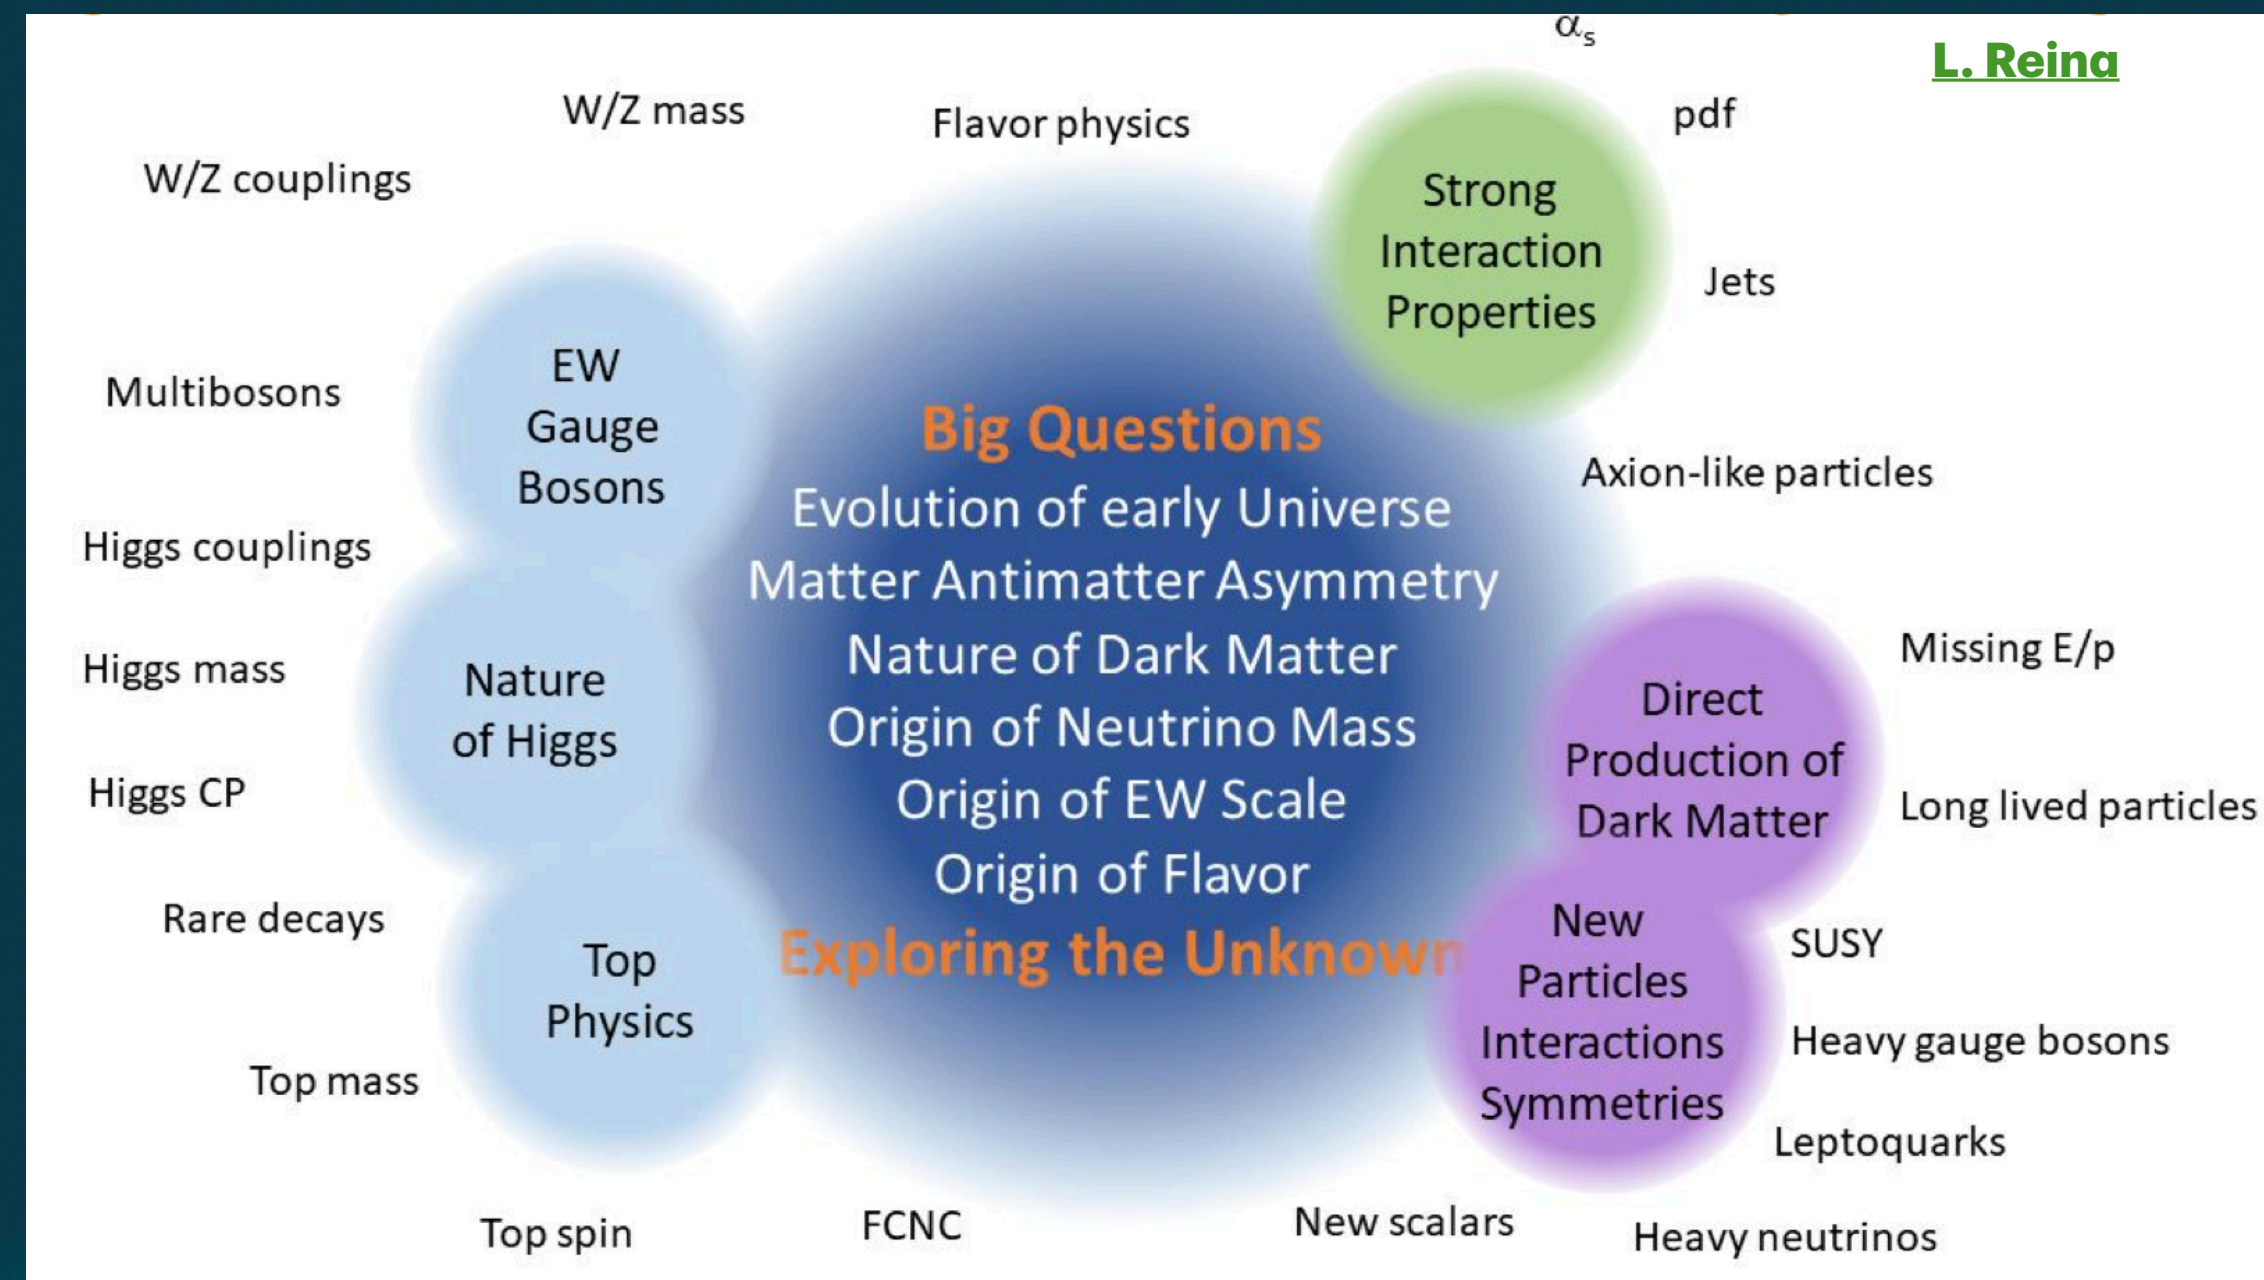 αs
L. Reina
W/Z mass
Flavor physics
pdf
W/Z couplings
Strong
Interaction
Properties
Jets
EW
Gauge
Bosons
Multibosons
Big Questions
Evolution of early Universe
Matter Antimatter Asymmetry
Nature of Dark Matter
Origin of Neutrino Mass
Origin of EW Scale
Origin of Flavor
Exploring the Unknown
Axion-like particles
Higgs couplings
Higgs mass
Nature
of Higgs
Higgs CP
Direct
Production of
Dark Matter
Missing E/p
Long lived particles
Rare decays
Top
Physics
New
Particles
Interactions
Symmetries
SUSY
Heavy gauge bosons
Top mass
Leptoquarks
Top spin
FCNC
New scalars
Heavy neutrinos